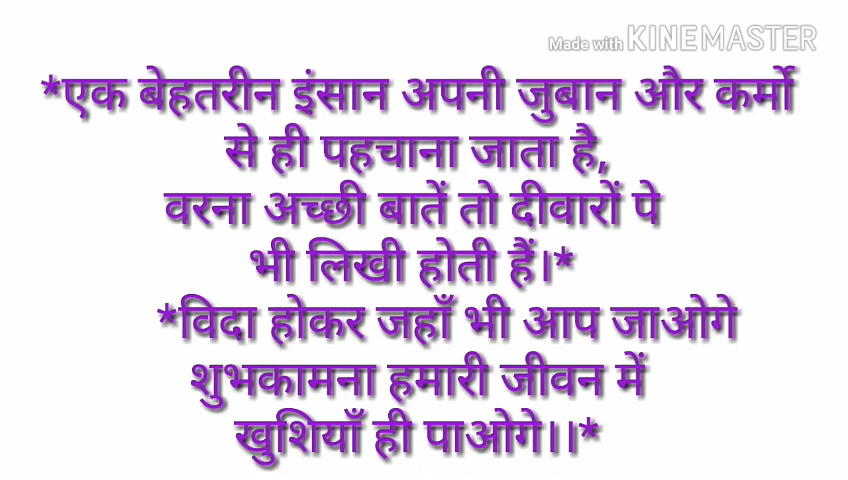 Made with KINEMASTER
*एक बेहतरीन इंसान अपनी जुबान और कर्मो
से ही पहचाना जाता है,
वरना अच्छी बातें तो दीवारों पे
भी लिखी होती हैं।*
*विदा होकर जहाँ भी आप जाओगे
शुभकामना हमारी जीवन में
खुशियाँ ही पाओगे।।*